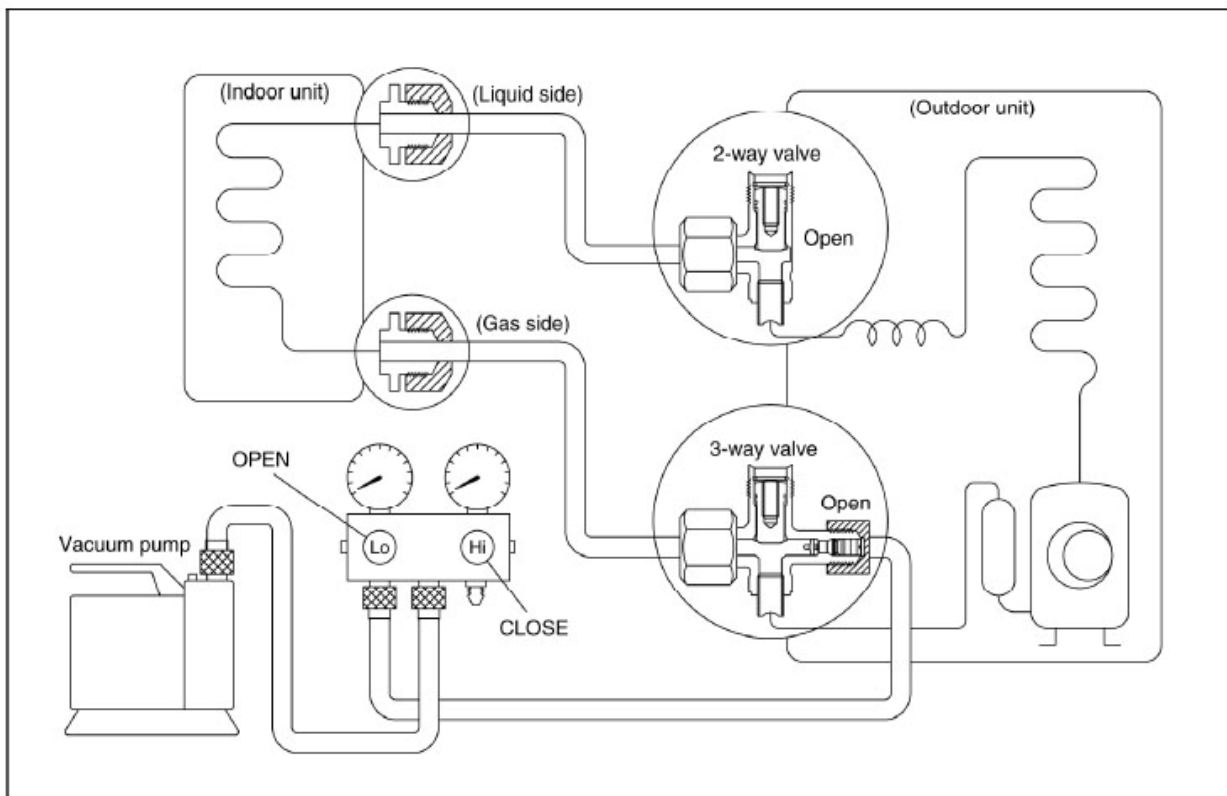 (Indoor unit)
(Liquid side)
(Outdoor unit)
2-way valve
Open
(Gas side)
3-way valve
Open
OPEN
Lo
Hi
Vacuum pump
CLOSE